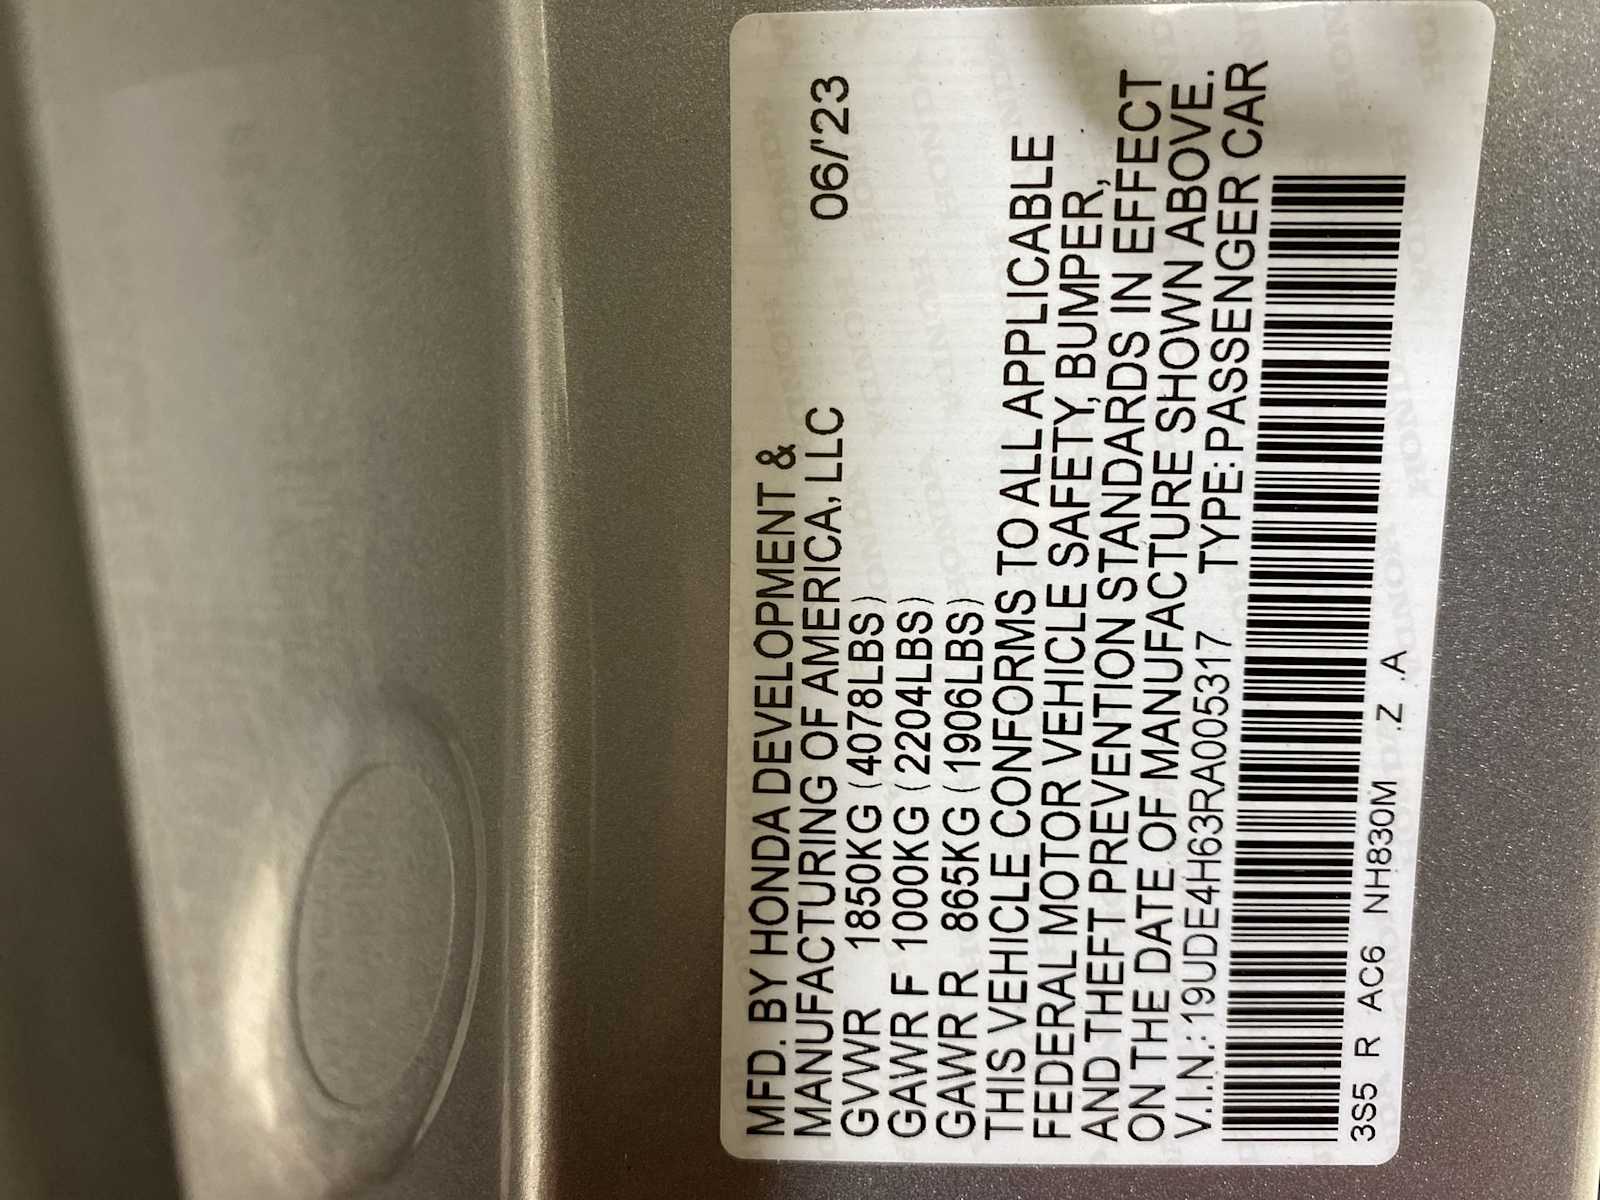 MFD. BY HONDA DEVELOPMENT &
MANUFACTURING OF AMERICA, LLC 06/'23
GVWR 1850KG (4078LBS)
GAWR F 1000KG (2204LBS)
GAWR R 865KG (1906LBS)
THIS VEHICLE CONFORMS TO ALL APPLICABLE
FEDERAL MOTOR VEHICLE SAFETY, BUMPER,
AND THEFT PREVENTION STANDARDS IN EFFECT
ON THE DATE OF MANUFACTURE SHOWN ABOVE.
V.I.N.: 19UDE4H63RA005317 TYPE: PASSENGER CAR
3S5 R AC6 NH830M .Z .A